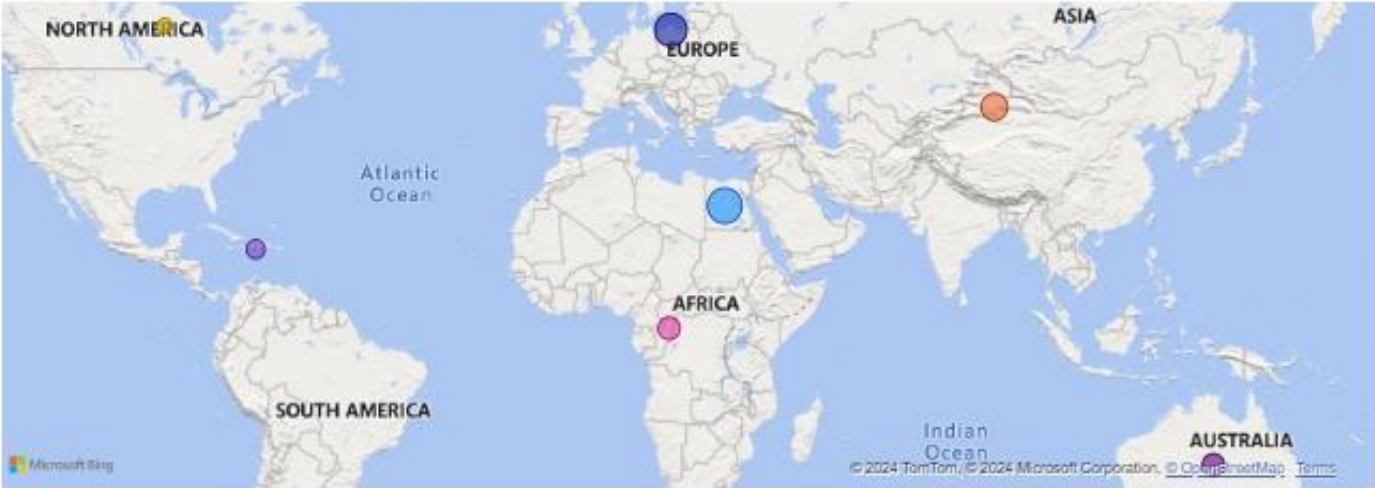 NORTH AMERICA
ASIA
EUROPE
Atlantic
Ocean
AFRICA
SOUTH AMERICA
Indian
Ocean
AUSTRALIA
Microsoft Bing
© 2024 TomTom, © 2024 Microsoft Corporation, © OpenStreetMap Terms